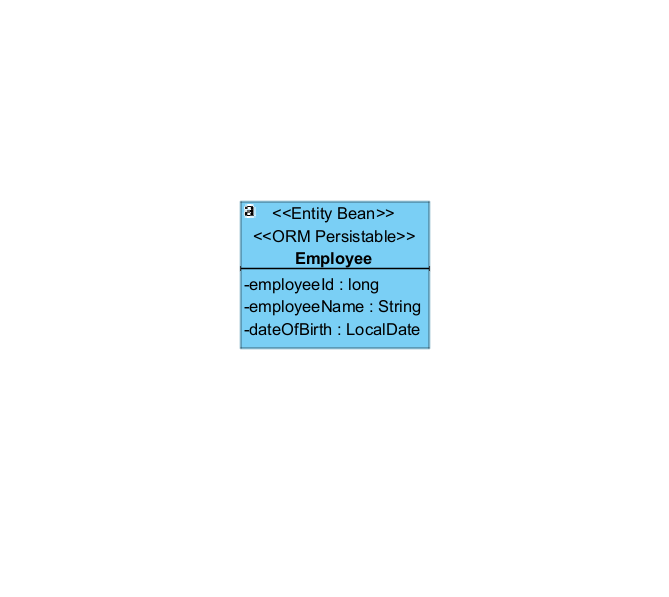 a
<<Entity Bean>>
<<ORM Persistable>>
Employee
-employeeId : long
-employeeName : String
-dateOfBirth : LocalDate